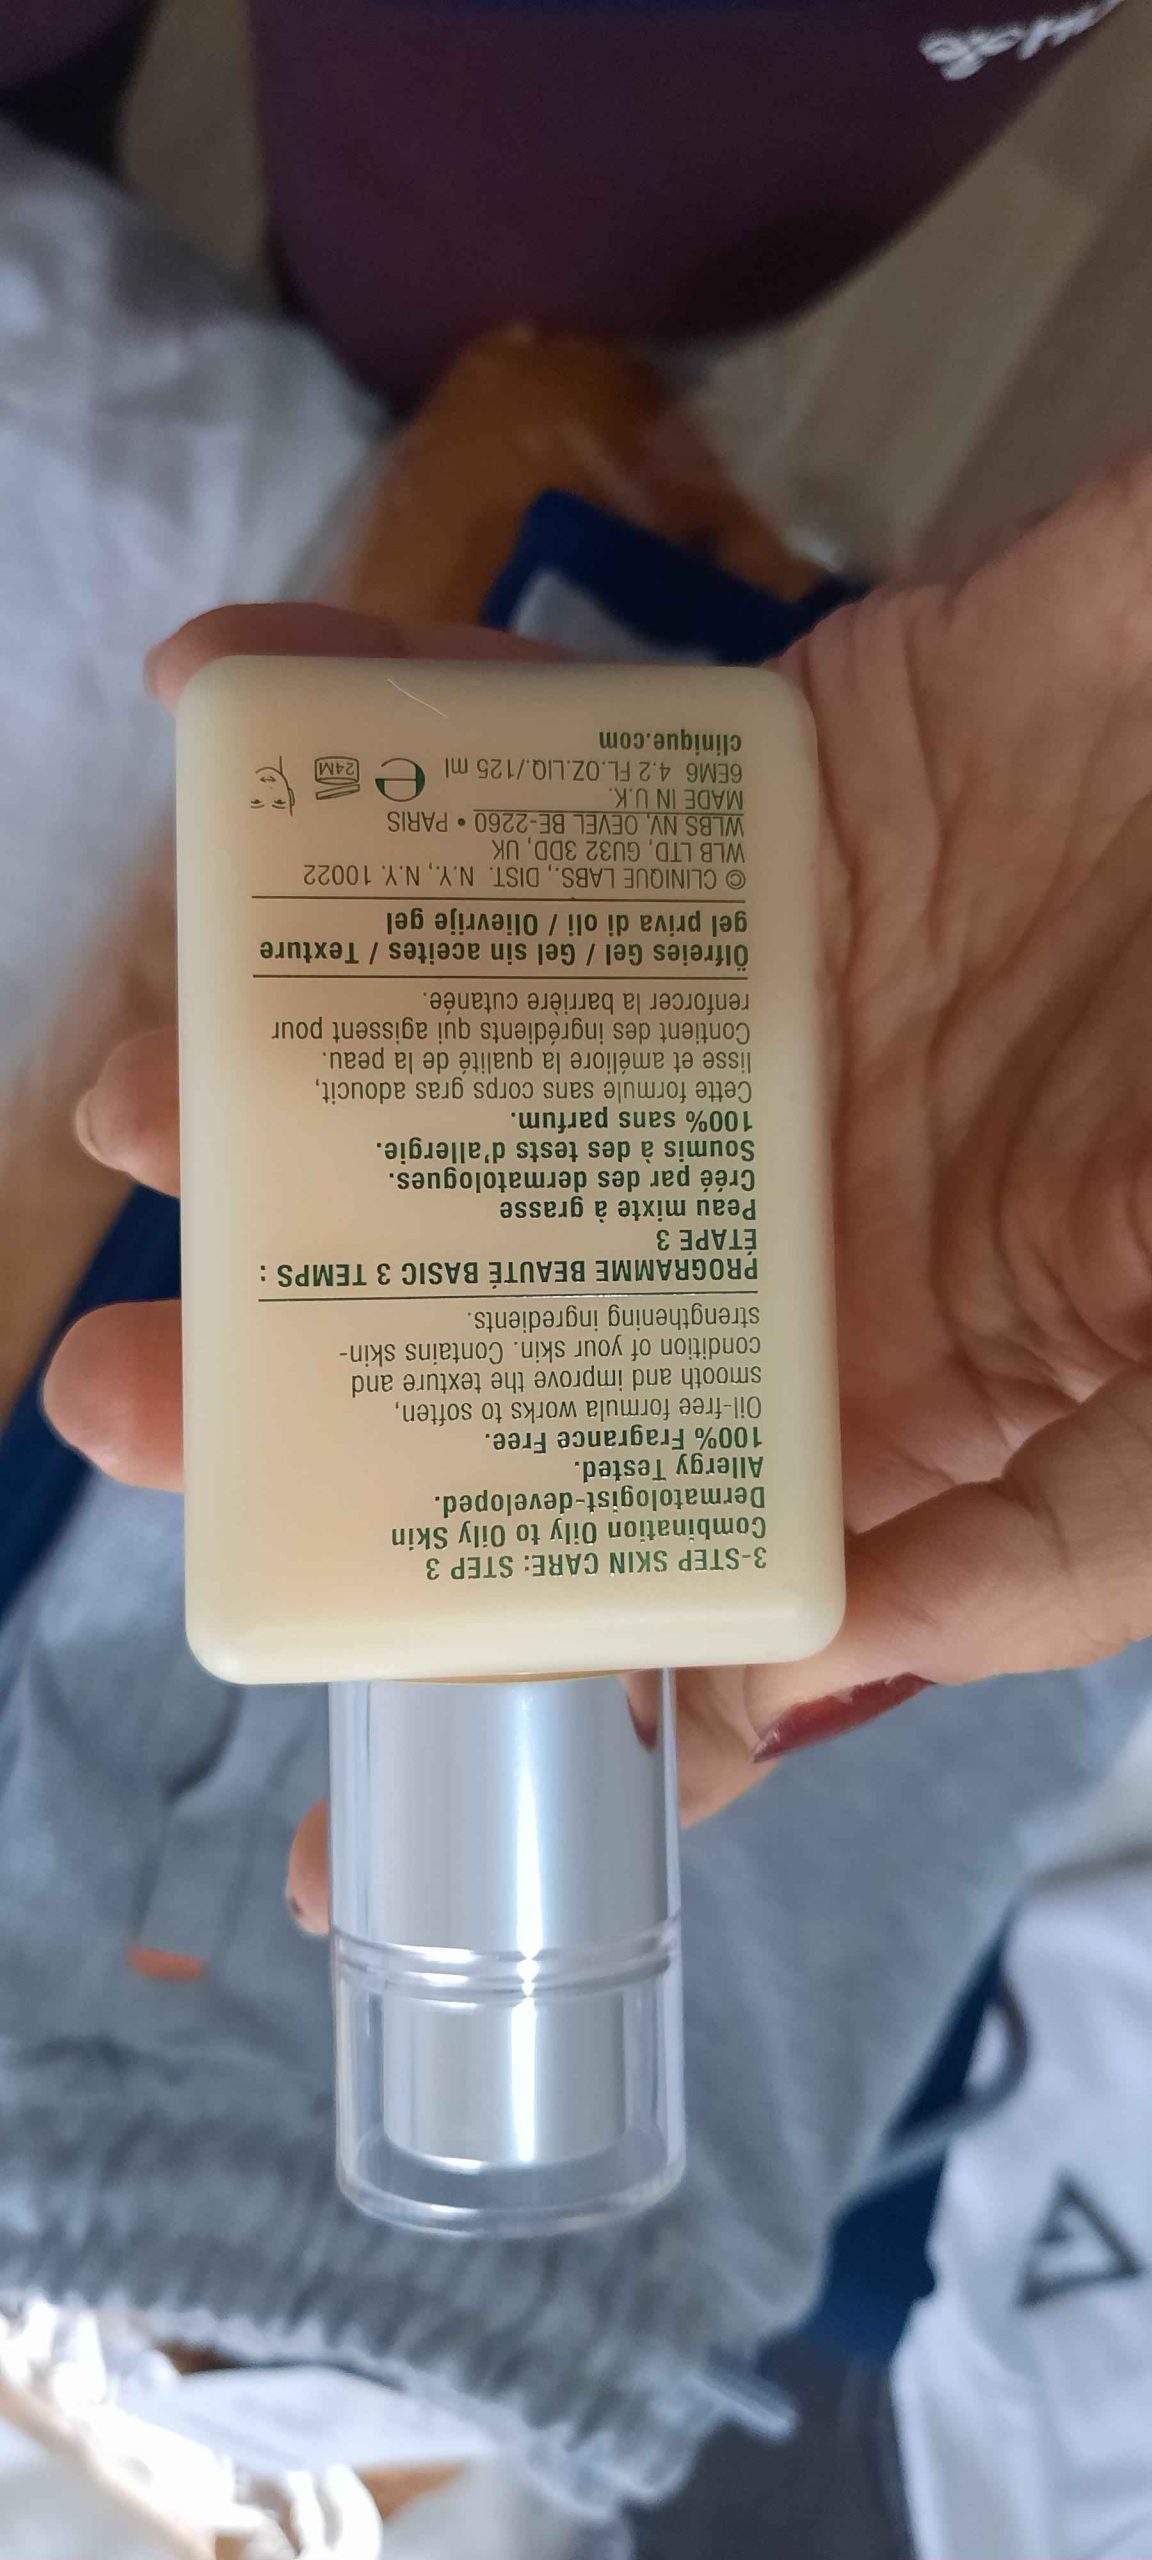 3-STEP SKIN CARE: STEP 3
Combination Oily to Oily Skin
Dermatologist-developed.
Allergy Tested.
100% Fragrance Free.
Oil-free formula works to soften,
smooth and improve the texture and
condition of your skin. Contains skin-
strengthening ingredients.
PROGRAMME BEAUTÉ BASIC 3 TEMPS :
ÉTAPE 3
Peau mixte à grasse
Créé par des dermatologues.
Soumis à des tests d'allergie.
100% sans parfum.
Cette formule sans corps gras adoucit,
lisse et améliore la qualité de la peau.
Contient des ingrédients qui agissent pour
renforcer la barrière cutanée.
Ölfreies Gel / Gel sin aceites / Texture
gel priva di oli / Olievrije gel
© CLINIQUE LABS., DIST. N.Y., N.Y. 10022
WLB LTD, GU32 3DD, UK
WLBS NV, OEVEL BE-2260 • PARIS
MADE IN U.K.
6EM6 4.2 FL.OZ.LIQ./125 ml e 24M
clinique.com